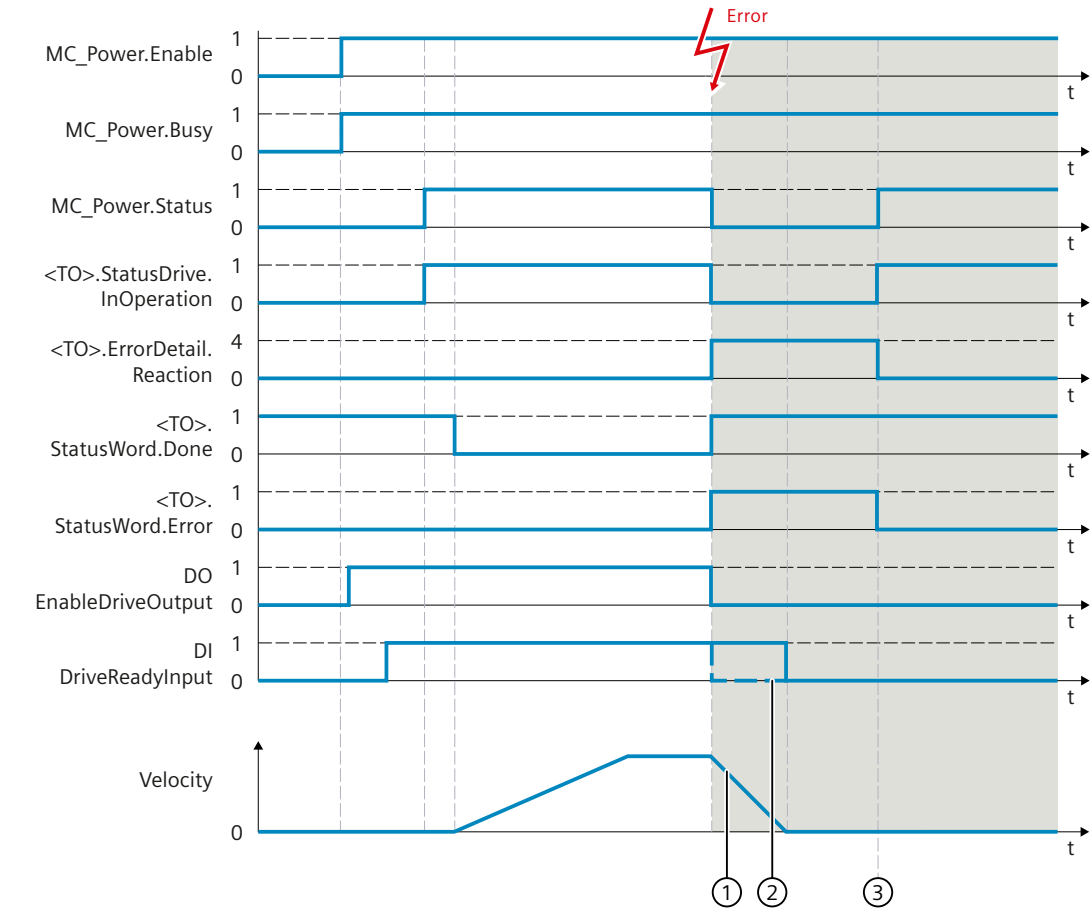 Error
MC_Power.Enable
1
0
t
MC_Power.Busy
1
0
t
MC_Power.Status
1
0
t
<TO>.StatusDrive.
InOperation
1
0
t
<TO>.ErrorDetail.
Reaction
4
0
t
<TO>.
StatusWord.Done
1
0
t
<TO>.
StatusWord.Error
1
0
t
DO
EnableDriveOutput
1
0
t
DI
DriveReadyInput
1
0
t
Velocity
0
t
1 2 3